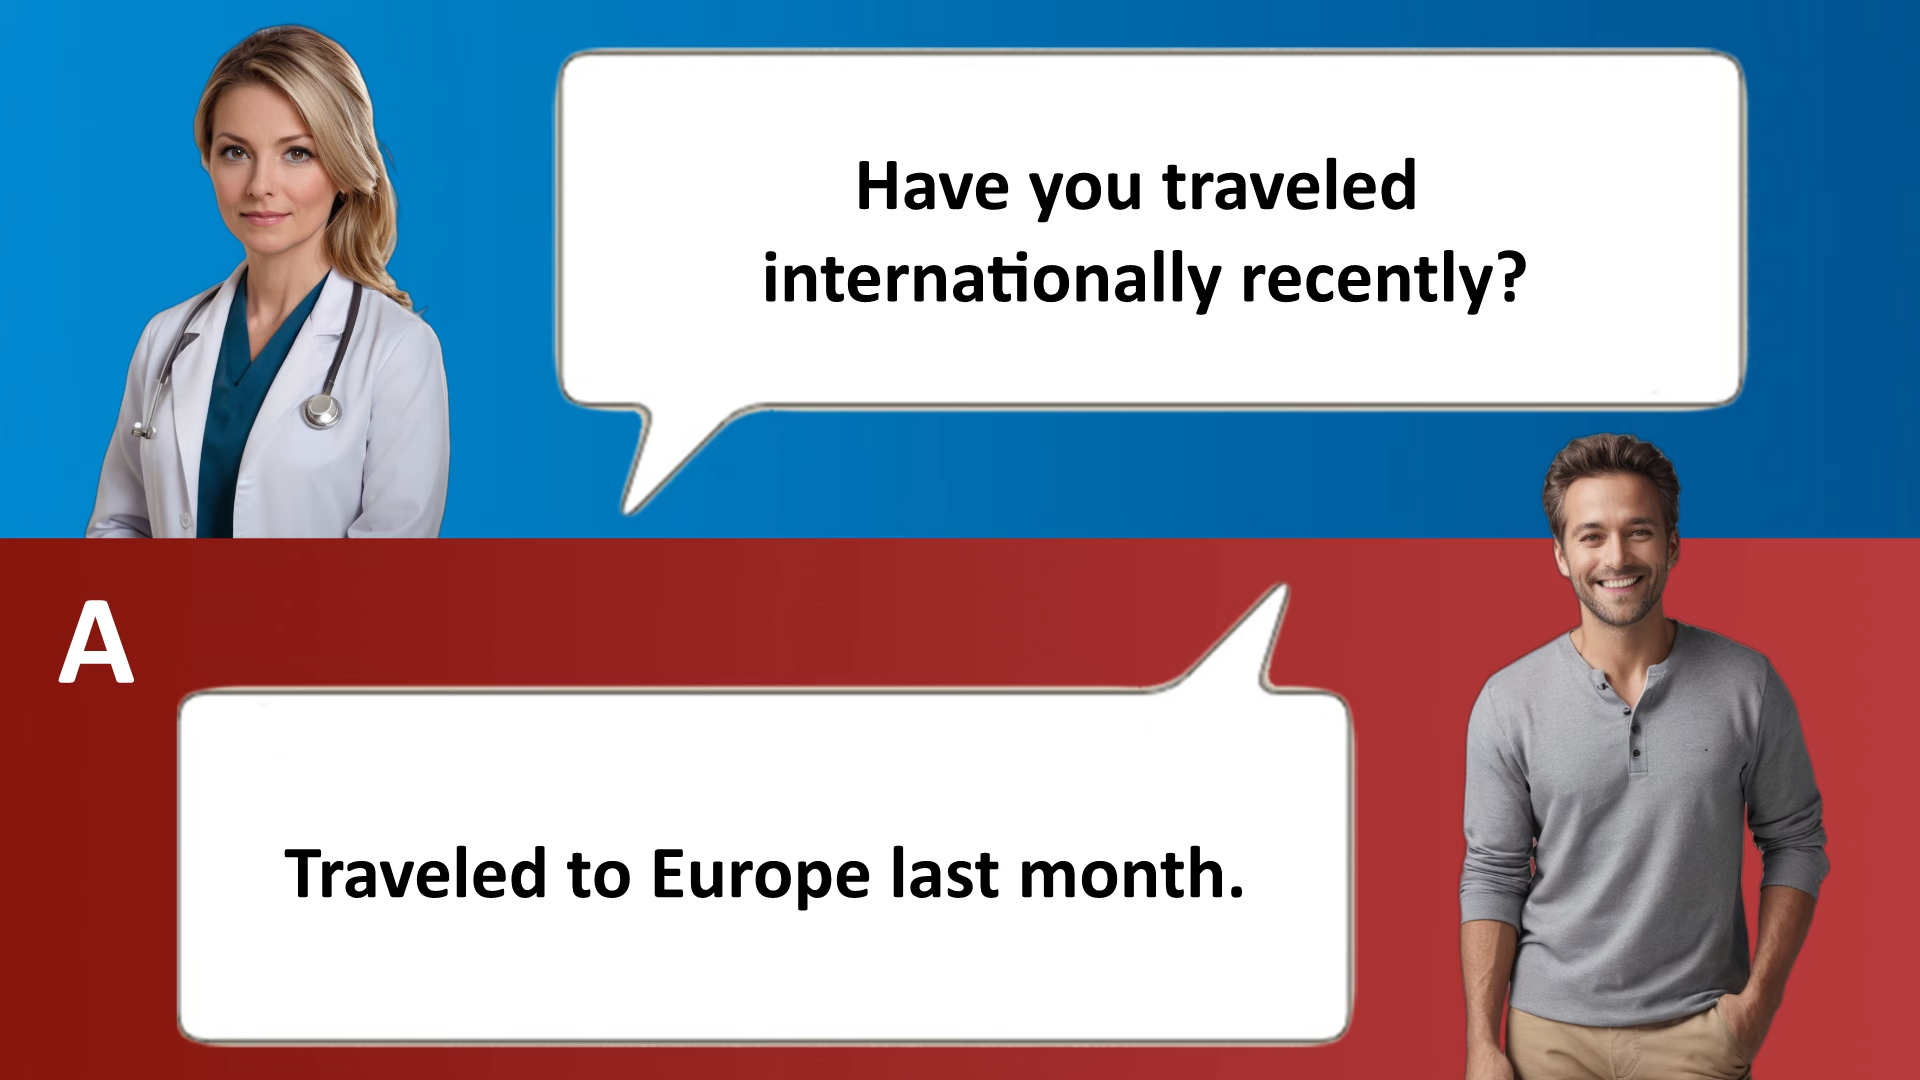 Have you traveled
internationally recently?
A
Traveled to Europe last month.